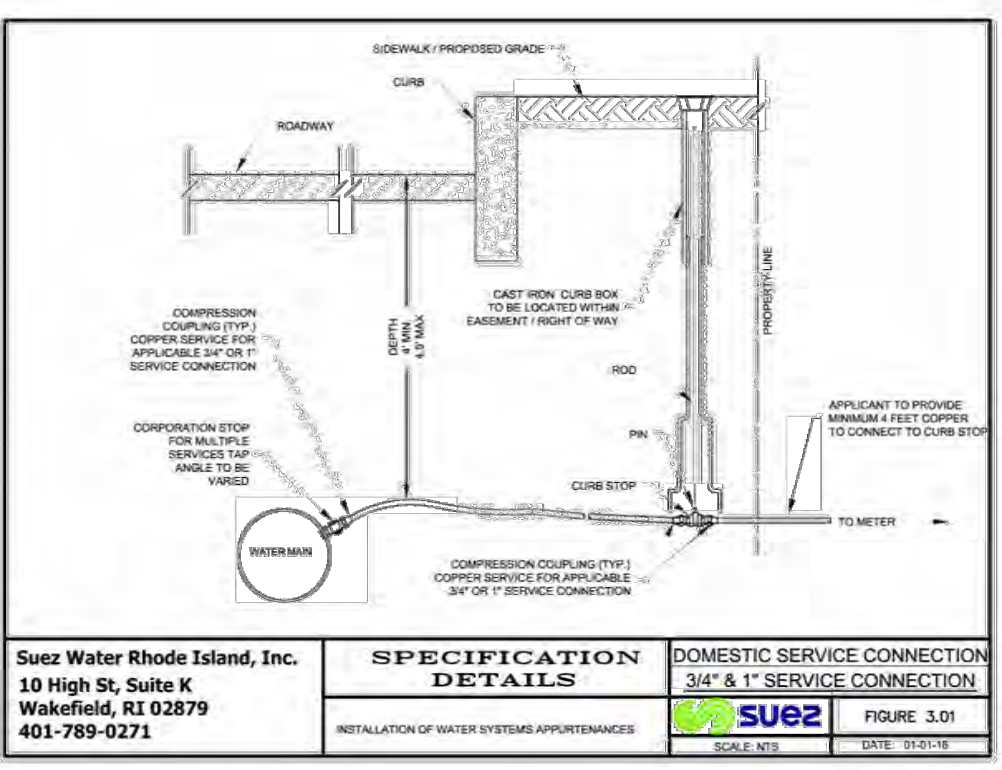 SIDEWALK / PROPOSED GRADE
CURB
ROADWAY
CAST IRON CURB BOX
TO BE LOCATED WITHIN
EASEMENT / RIGHT OF WAY
PROPERTY LINE
COMPRESSION
COUPLING (TYP.)
COPPER SERVICE FOR
APPLICABLE 3/4" OR 1"
SERVICE CONNECTION
DEPTH
4' MIN.
4.5' MAX
ROD
APPLICANT TO PROVIDE
MINIMUM 4 FEET COPPER
TO CONNECT TO CURB STOP
CORPORATION STOP
FOR MULTIPLE
SERVICES TAP
ANGLE TO BE
VARIED
PIN
CURB STOP
TO METER
WATER MAIN
COMPRESSION COUPLING (TYP.)
COPPER SERVICE FOR APPLICABLE
3/4" OR 1" SERVICE CONNECTION
Suez Water Rhode Island, Inc.
10 High St, Suite K
Wakefield, RI 02879
401-789-0271
SPECIFICATION
DETAILS
INSTALLATION OF WATER SYSTEMS APPURTENANCES
DOMESTIC SERVICE CONNECTION
3/4" & 1" SERVICE CONNECTION
suez
FIGURE 3.01
SCALE: NTS
DATE: 01-01-16